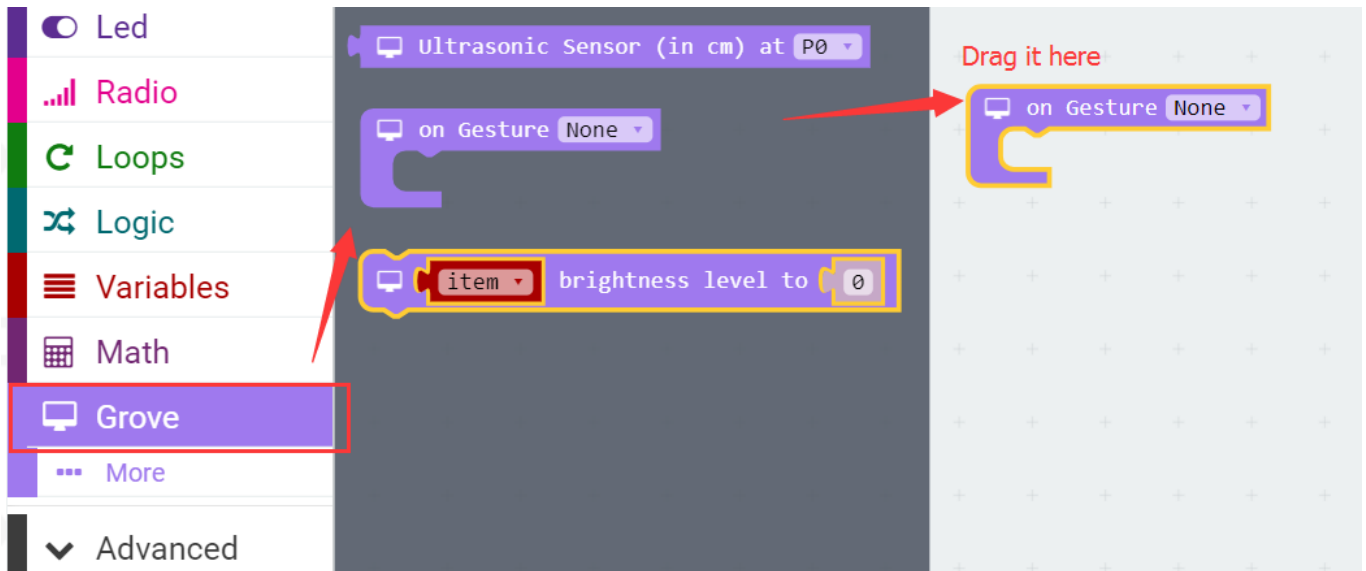 Led
Radio
Loops
Logic
Variables
Math
Grove
More
Advanced
Ultrasonic Sensor (in cm) at P0
on Gesture None
item brightness level to 0
Drag it here
on Gesture None